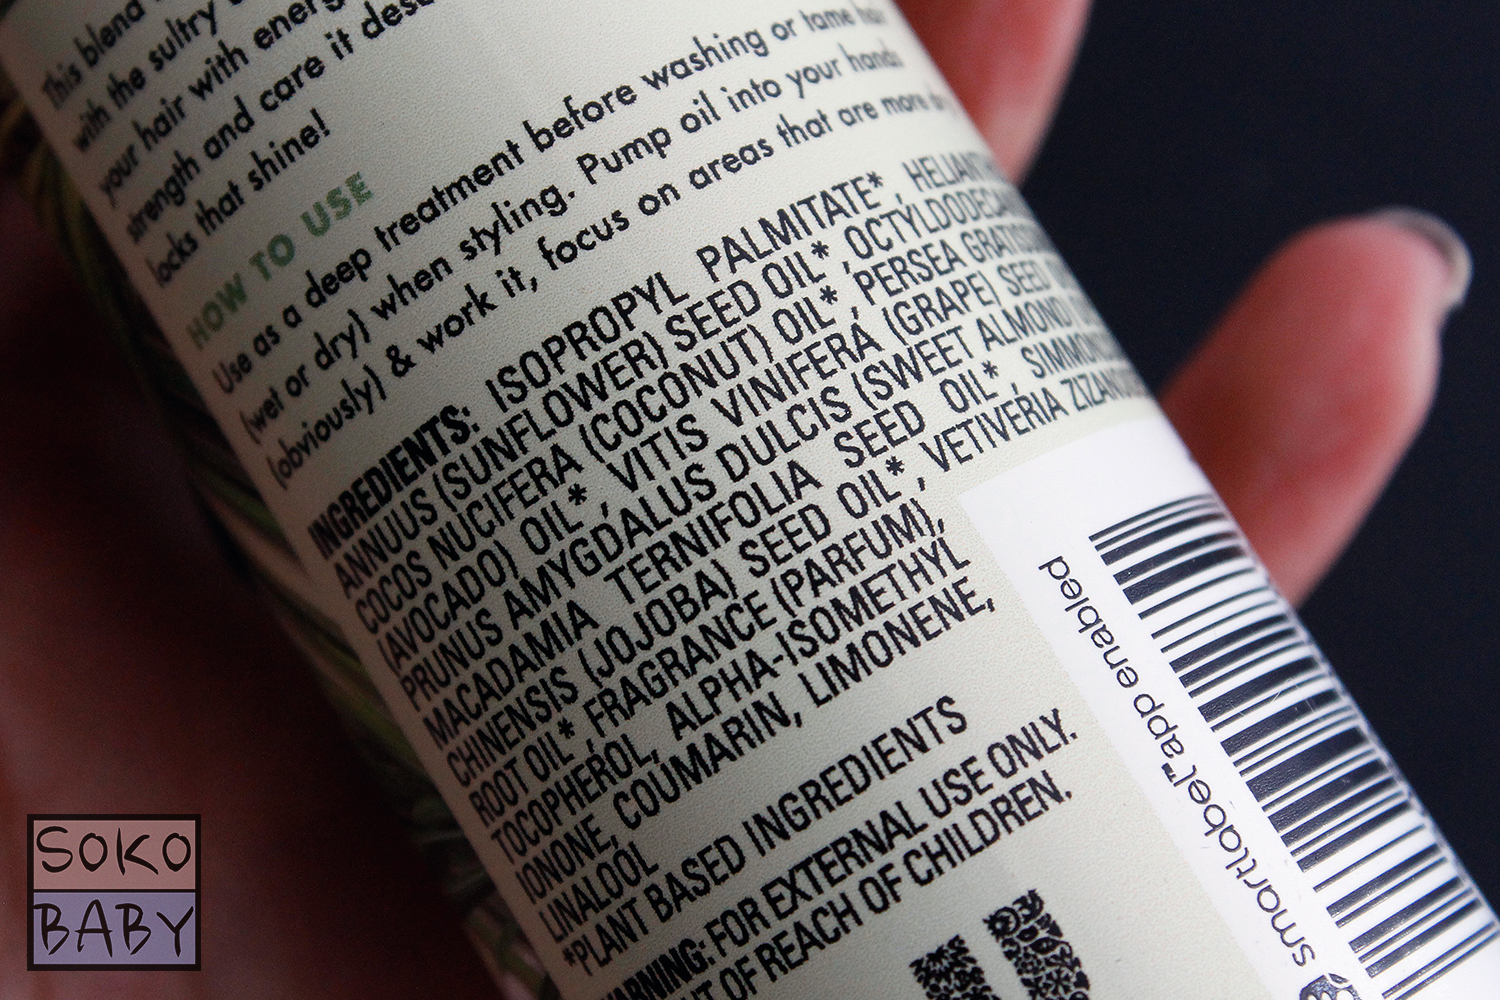 This blend
with the sultry
your hair with energ
strength and care it dese
locks that shine!
HOW TO USE
Use as a deep treatment before washing or tame hair
(wet or dry) when styling. Pump oil into your hands
(obviously) & work it, focus on areas that are more
INGREDIENTS: ISOPROPYL PALMITATE*, HELIANTH
ANNUUS (SUNFLOWER) SEED OIL*, OCTYLDODECA
COCOS NUCIFERA (COCONUT) OIL*, PERSEA GRATISS
(AVOCADO) OIL*, VITIS VINIFERA (GRAPE) SEED
PRUNUS AMYGDALUS DULCIS (SWEET ALMOND)
MACADAMIA TERNIFOLIA SEED OIL*, SIMMONDS
CHINENSIS (JOJOBA) SEED OIL*, VETIVERIA ZIZANO
ROOT OIL*, FRAGRANCE (PARFUM),
TOCOPHEROL, ALPHA-ISOMETHYL
IONONE, COUMARIN, LIMONENE,
LINALOOL
*PLANT BASED INGREDIENTS
WARNING: FOR EXTERNAL USE ONLY.
OUT OF REACH OF CHILDREN.
smartlabel™ app enabled
SOKO
BABY